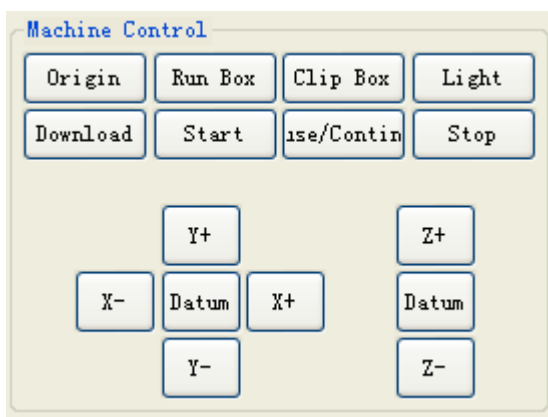 Machine Control
Origin Run Box Clip Box Light
Download Start use/Contin Stop
Y+ Z+
X- Datum X+ Datum
Y- Z-